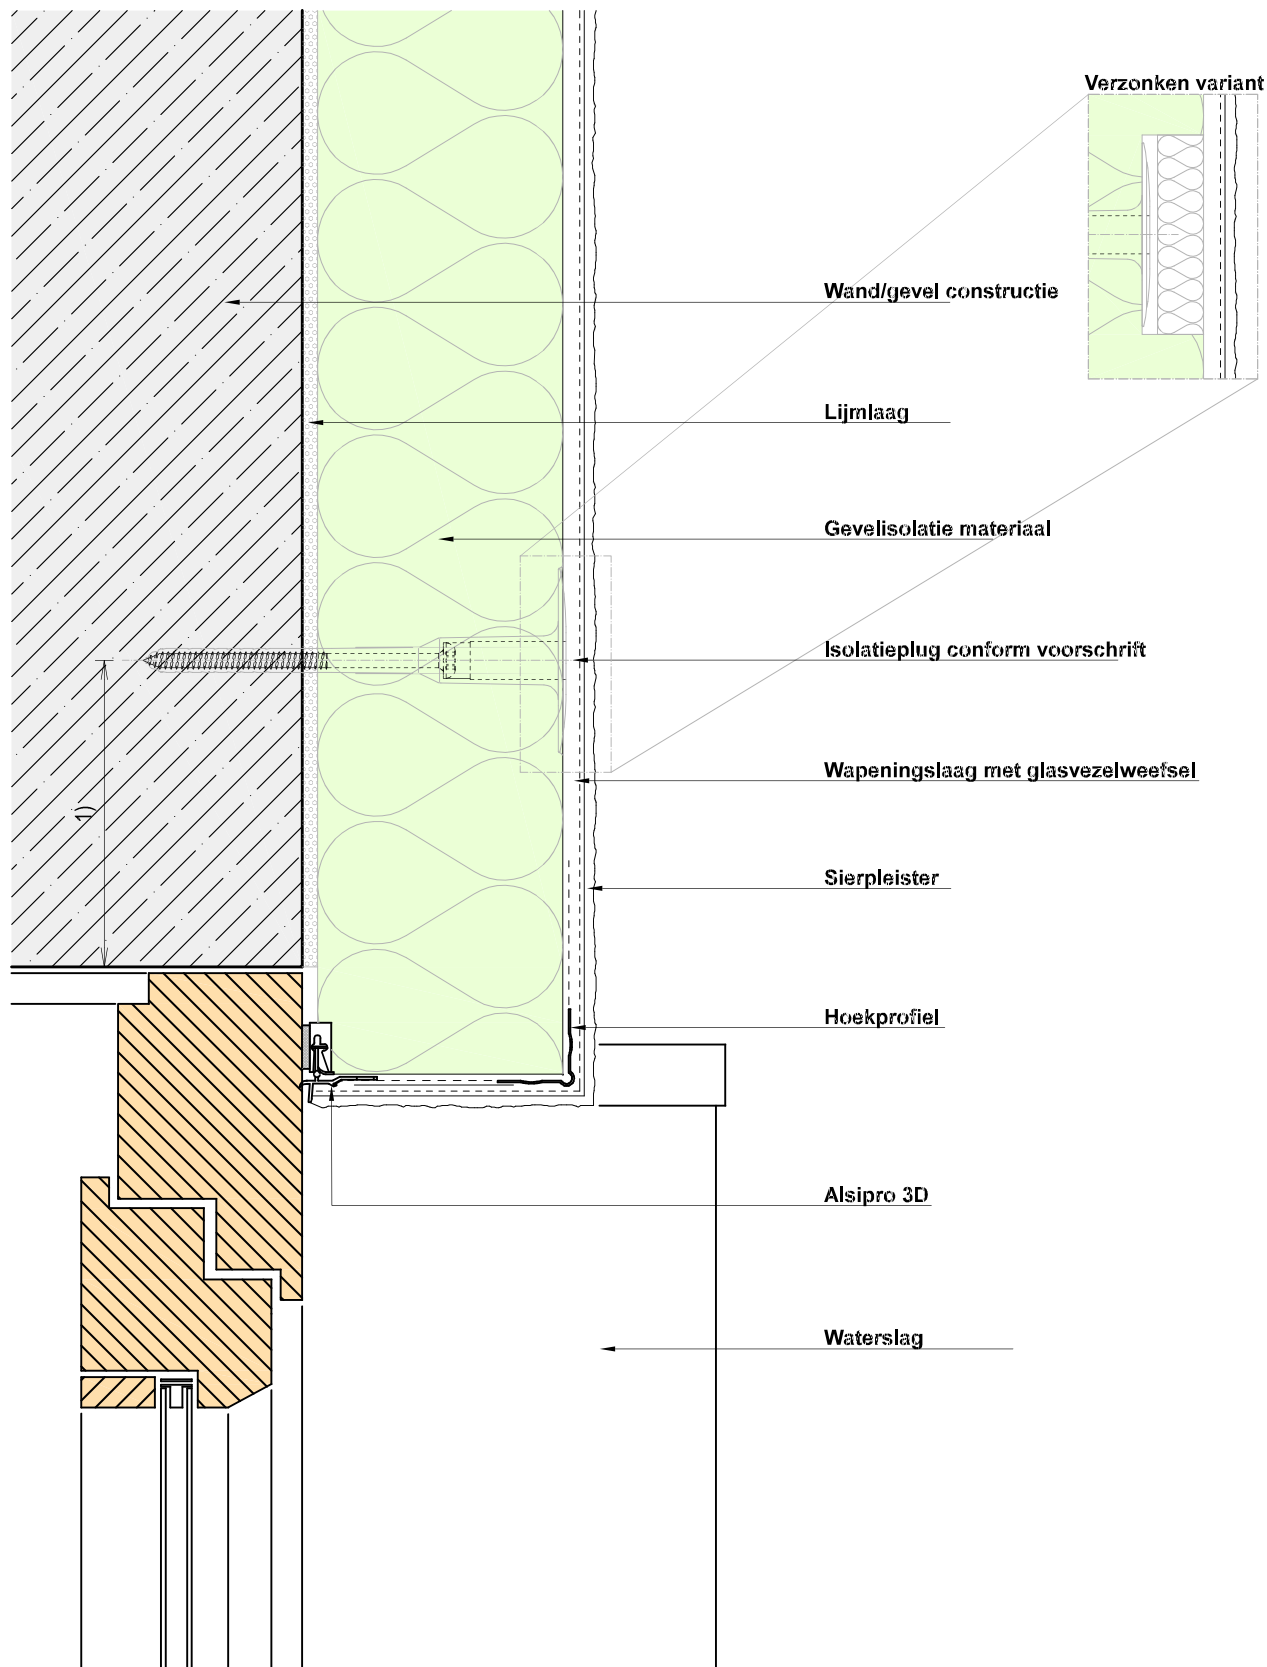 Verzonken variant
Wand/gevel constructie
Lijmlaag
Gevelisolatie materiaal
Isolatieplug conform voorschrift
Wapeningslaag met glasvezelweefsel
1)
Sierpleister
Hoekprofiel
Alsipro 3D
Waterslag